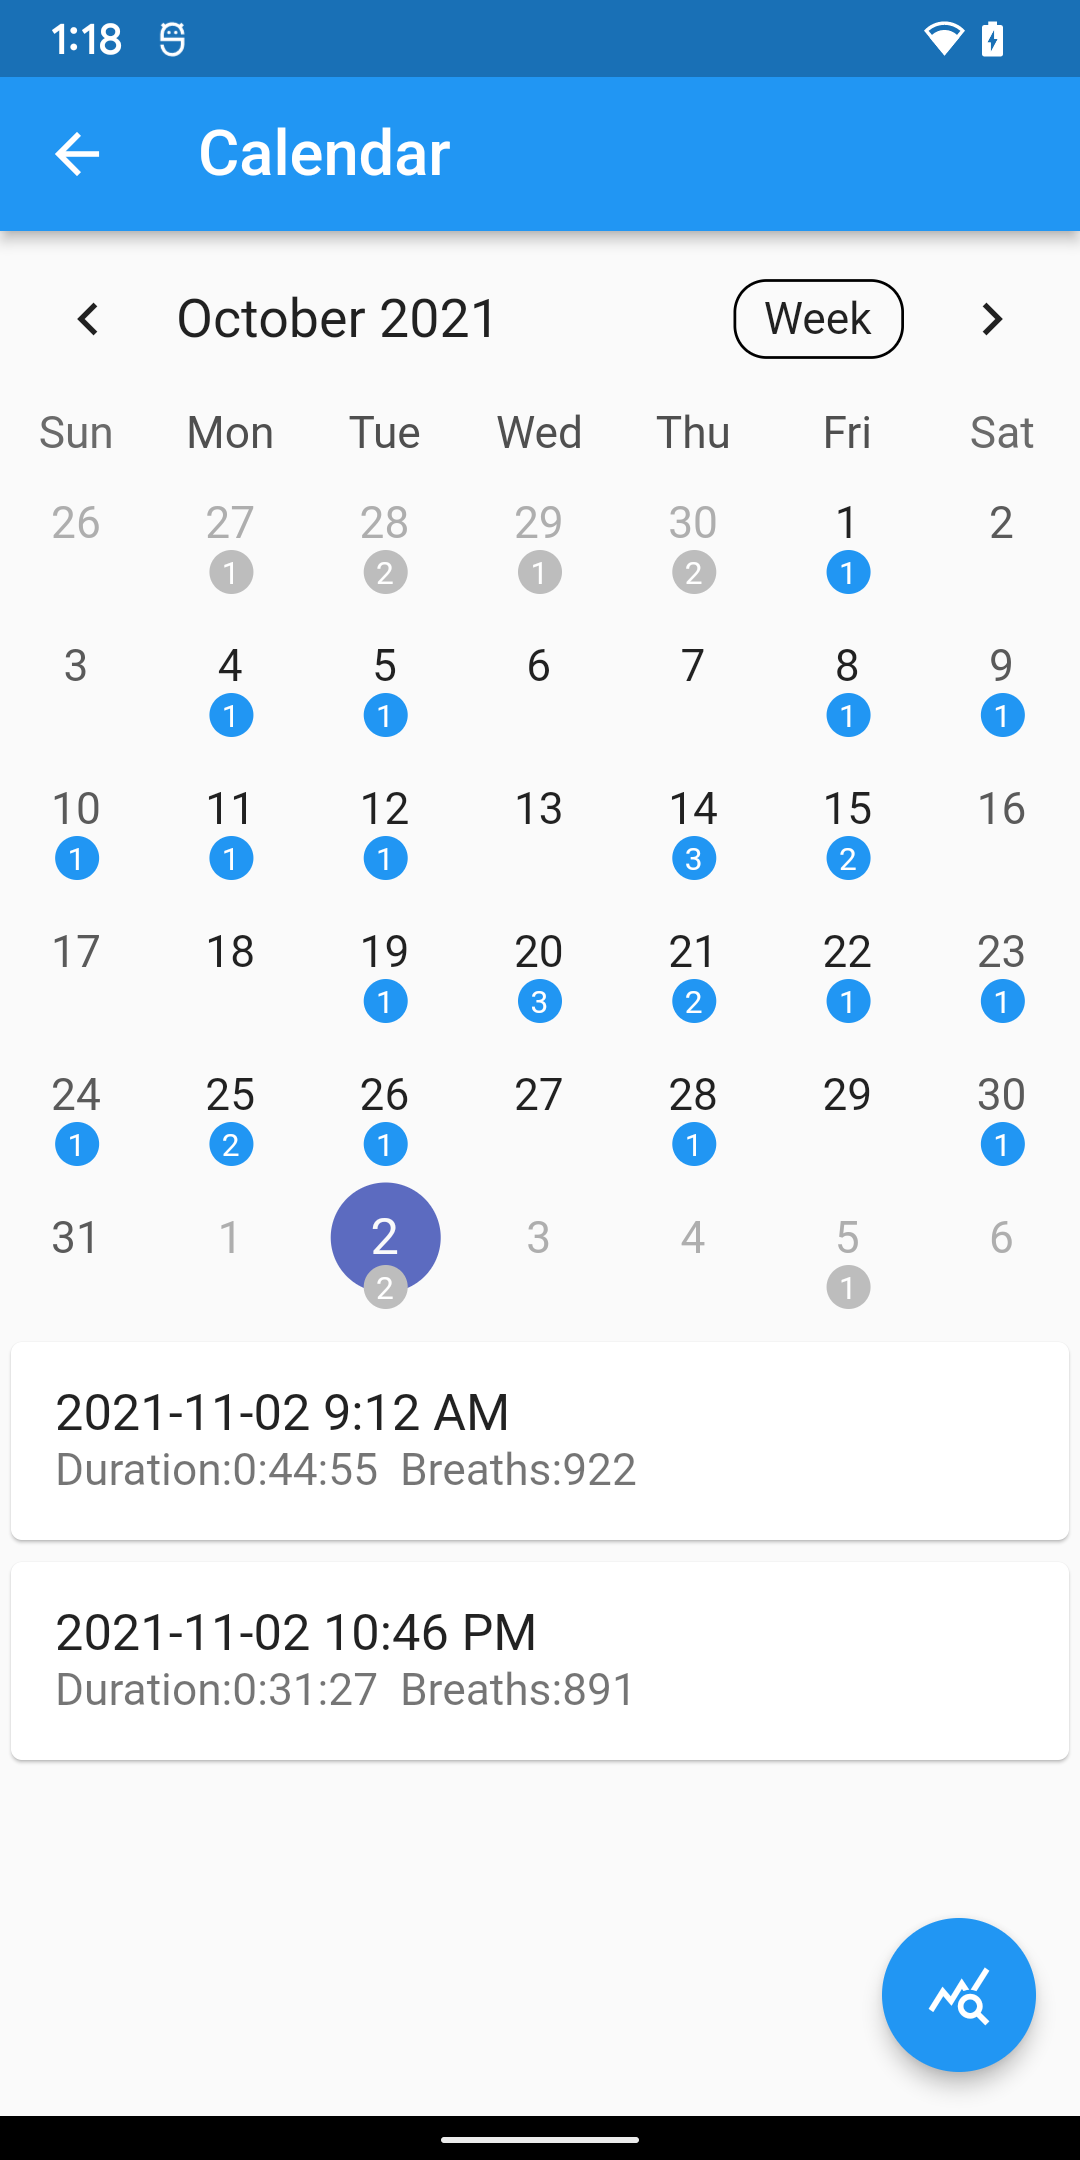 1:18
Calendar
October 2021 Week
Sun Mon Tue Wed Thu Fri Sat
26 27 28 29 30 1 2
1 2 1 2 1
3 4 5 6 7 8 9
1 1 1 1
10 11 12 13 14 15 16
1 1 1 3 2
17 18 19 20 21 22 23
1 3 2 1 1
24 25 26 27 28 29 30
1 2 1 1 1
31 1 2 3 4 5 6
2 1
2021-11-02 9:12 AM
Duration:0:44:55 Breaths:922
2021-11-02 10:46 PM
Duration:0:31:27 Breaths:891